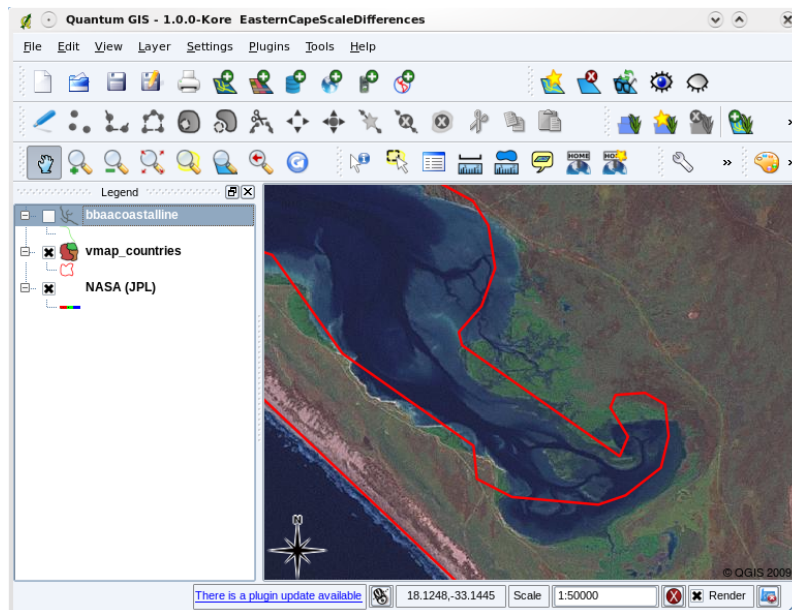 Quantum GIS - 1.0.0-Kore EasternCapeScaleDifferences
File Edit View Layer Settings Plugins Tools Help
HOME
Legend
bbaacoastalline
vmap_countries
NASA (JPL)
N
© QGIS 2009
There is a plugin update available
18.1248,-33.1445
Scale
1:50000
Render